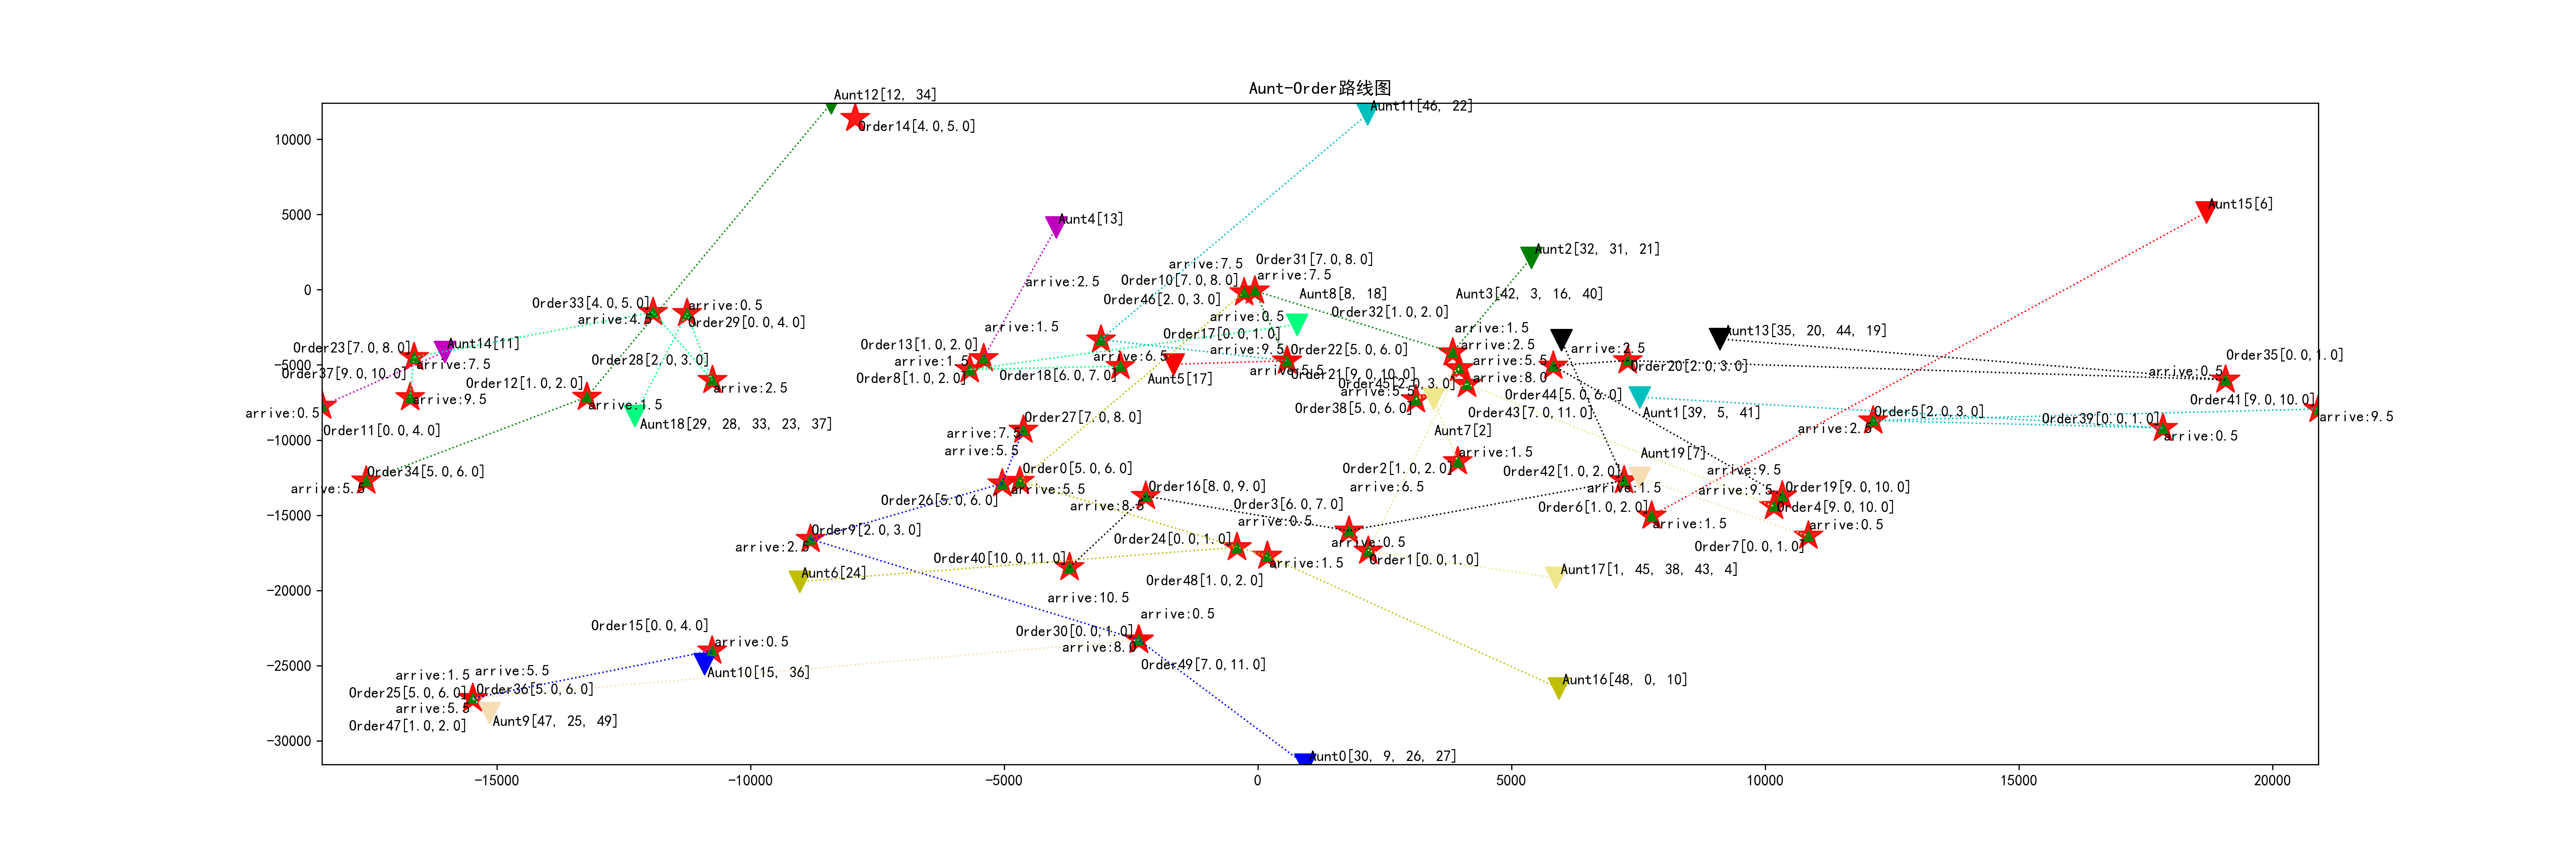 Aunt-Order路线图
Aunt12[12, 34]
Order14[4.0,5.0]
Aunt11[46, 22]
Aunt4[13]
Aunt15[6]
Aunt2[32, 31, 21]
arrive:7.5
Order31[7.0,8.0]
arrive:7.5
Order10[7.0,8.0]
arrive:2.5
Order46[2.0,3.0]
Aunt8[8, 18]
Aunt3[42, 3, 16, 40]
Order33[4.0,5.0]
arrive:4.5
arrive:0.5
Order29[0.0,4.0]
arrive:0.5
Order32[1.0,2.0]
arrive:1.5
Order17[0.0,1.0]
arrive:1.5
Aunt13[35, 20, 44, 19]
Order23[7.0,8.0]
Aunt14[11]
Order13[1.0,2.0]
arrive:9.5
Order22[5.0,6.0]
arrive:2.5
arrive:2.5
Order35[0.0,1.0]
arrive:7.5
Order28[2.0,3.0]
arrive:1.5
arrive:6.5
arrive:5.5
arrive:5.5
Order20[2.0,3.0]
arrive:0.5
Order37[9.0,10.0]
Order12[1.0,2.0]
Order8[1.0,2.0]
Order18[6.0,7.0]
Aunt5[17]
Order21[9.0,10.0]
arrive:8.0
Order45[2.0,3.0]
arrive:2.5
arrive:9.5
arrive:1.5
arrive:5.5
Order38[5.0,6.0]
Order44[5.0,6.0]
Order43[7.0,11.0]
Aunt1[39, 5, 41]
Order5[2.0,3.0]
Order41[9.0,10.0]
arrive:0.5
Order11[0.0,4.0]
Aunt18[29, 28, 33, 23, 37]
Order27[7.0,8.0]
arrive:7.5
Aunt7[2]
arrive:2.5
Order39[0.0,1.0]
arrive:0.5
arrive:9.5
arrive:5.5
arrive:1.5
Aunt19[7]
Order34[5.0,6.0]
arrive:5.5
Order0[5.0,6.0]
arrive:5.5
Order2[1.0,2.0]
Order42[1.0,2.0]
arrive:9.5
arrive:6.5
arrive:1.5
arrive:9.5
Order19[9.0,10.0]
Order26[5.0,6.0]
Order16[8.0,9.0]
arrive:8.5
Order3[6.0,7.0]
Order6[1.0,2.0]
Order4[9.0,10.0]
Order9[2.0,3.0]
arrive:2.5
arrive:0.5
arrive:1.5
arrive:0.5
Order24[0.0,1.0]
arrive:0.5
Order7[0.0,1.0]
Order40[10.0,11.0]
arrive:1.5
Order1[0.0,1.0]
Aunt6[24]
Order48[1.0,2.0]
Aunt17[1, 45, 38, 43, 4]
arrive:10.5
arrive:0.5
Order15[0.0,4.0]
arrive:0.5
Order30[0.0,1.0]
arrive:8.0
Order49[7.0,11.0]
arrive:1.5
arrive:5.5
Aunt10[15, 36]
Aunt16[48, 0, 10]
Order25[5.0,6.0]
Order36[5.0,6.0]
arrive:5.5
Order47[1.0,2.0]
Aunt9[47, 25, 49]
Aunt0[30, 9, 26, 27]
10000
5000
0
−5000
−10000
−15000
−20000
−25000
−30000
−15000
−10000
−5000
0
5000
10000
15000
20000